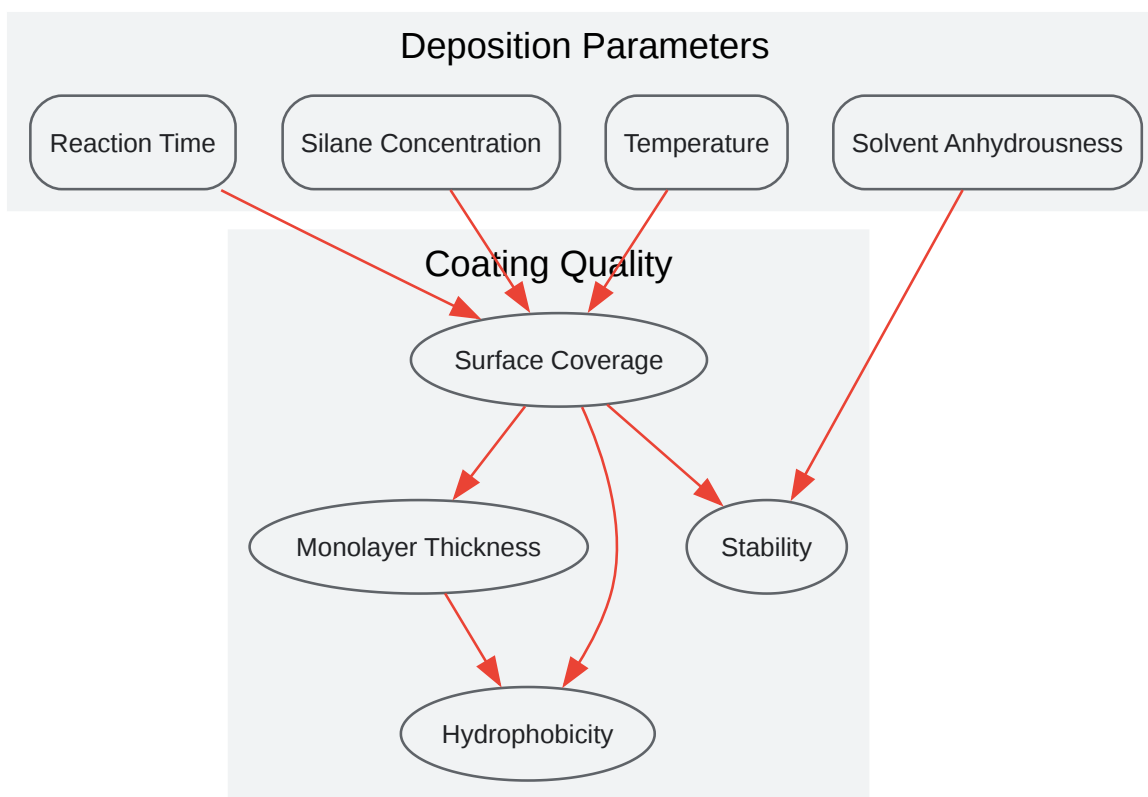 Deposition Parameters
Reaction Time
Silane Concentration
Temperature
Solvent Anhydrousness
Coating Quality
Surface Coverage
Monolayer Thickness
Stability
Hydrophobicity